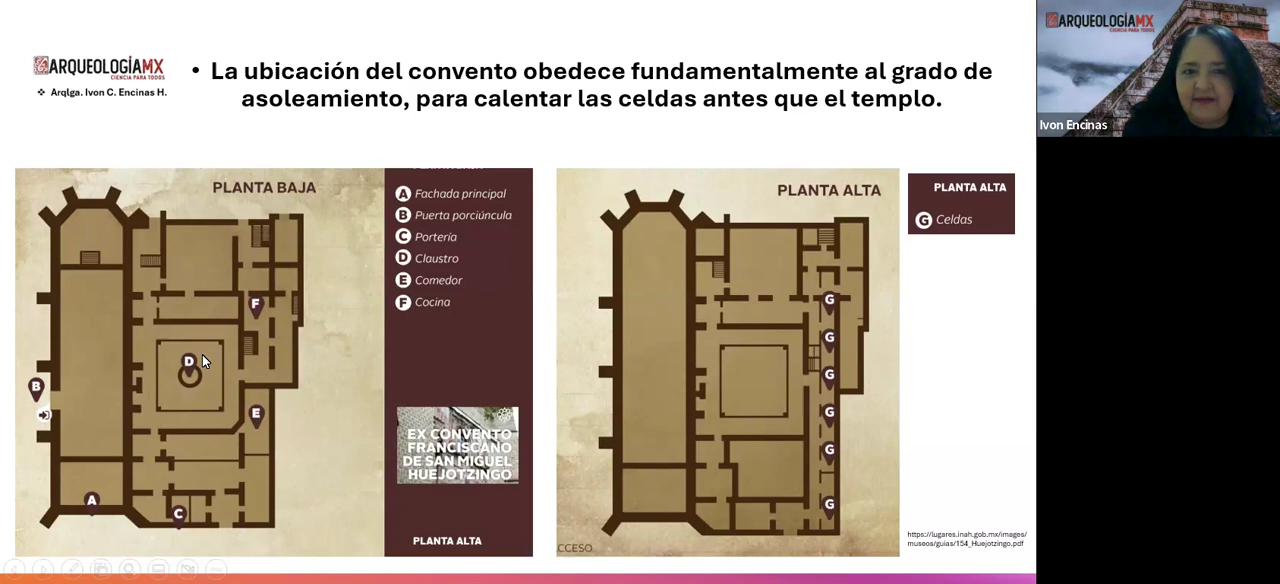 ARQUEOLOGÍAMX
CIENCIA PARA TODOS
❖ Arqlga. Ivon C. Encinas H.
• La ubicación del convento obedece fundamentalmente al grado de
asoleamiento, para calentar las celdas antes que el templo.
PLANTA BAJA
A Fachada principal
B Puerta porciúncula
C Portería
D Claustro
E Comedor
F Cocina
F
D
B
E
A
C
EX CONVENTO
FRANCISCANO
DE SAN MIGUEL
HUEJOTZINGO
PLANTA ALTA
PLANTA ALTA
G
G
G
G
G
G
CCESO
PLANTA ALTA
G Celdas
https://lugares.inah.gob.mx/images/
museos/guias/154_Huejotzingo.pdf
ARQUEOLOGÍAMX
CIENCIA PARA TODOS
Ivon Encinas